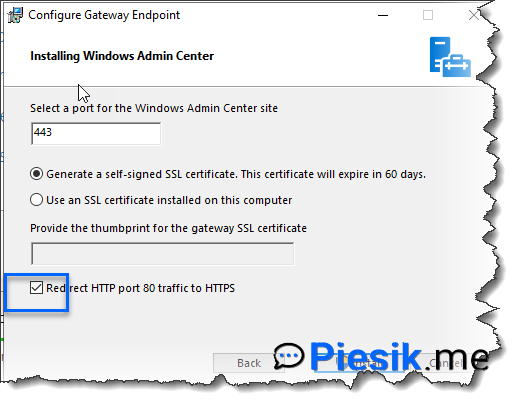 Configure Gateway Endpoint
Installing Windows Admin Center
Select a port for the Windows Admin Center site
443
Generate a self-signed SSL certificate. This certificate will expire in 60 days.
Use an SSL certificate installed on this computer
Provide the thumbprint for the gateway SSL certificate
Redirect HTTP port 80 traffic to HTTPS
Back
Piesik.me